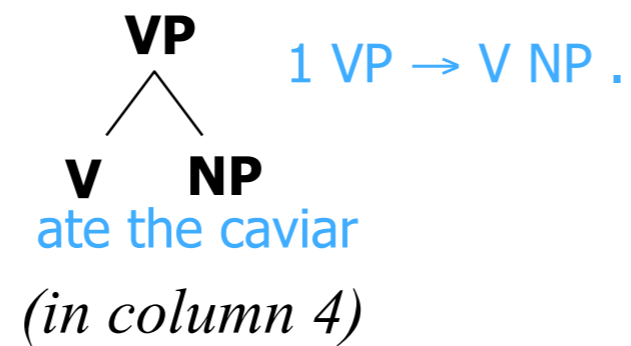 VP
1 VP → V NP .
V NP
ate the caviar
(in column 4)